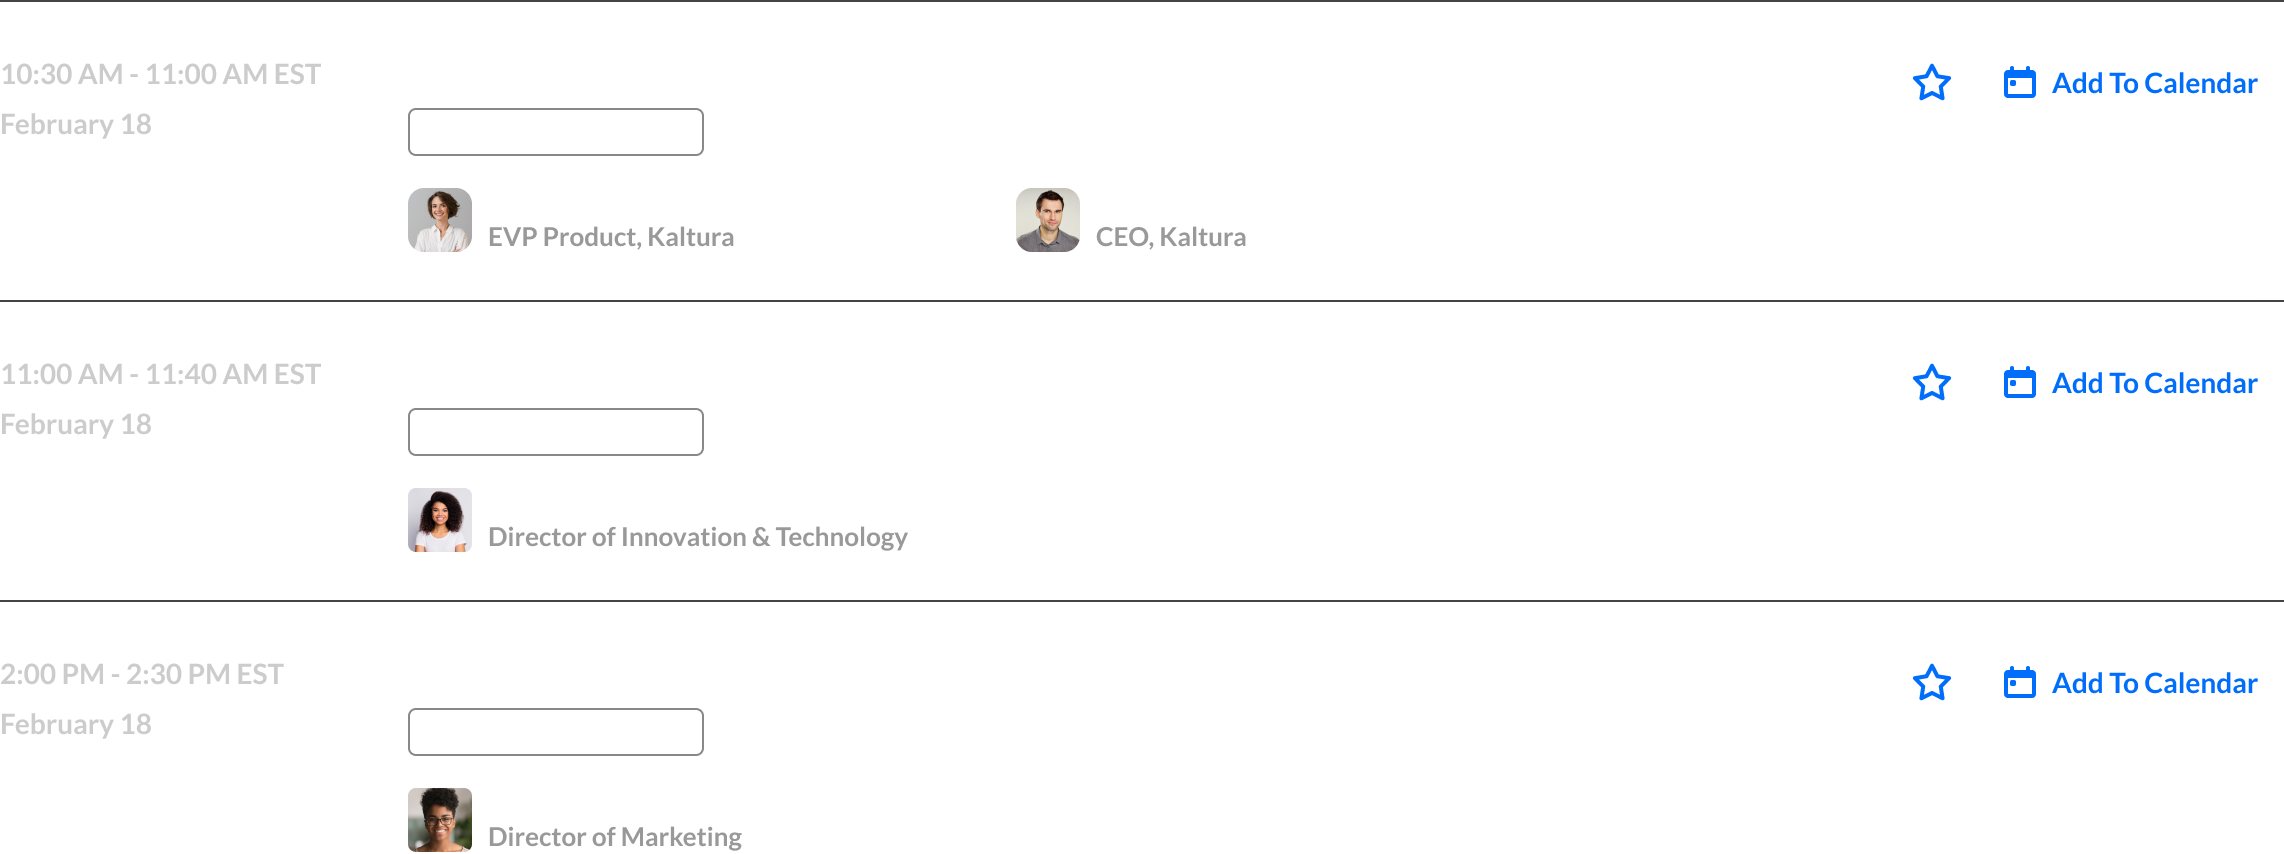 10:30 AM - 11:00 AM EST
Add To Calendar
February 18
EVP Product, Kaltura
CEO, Kaltura
11:00 AM - 11:40 AM EST
Add To Calendar
February 18
Director of Innovation & Technology
2:00 PM - 2:30 PM EST
Add To Calendar
February 18
Director of Marketing